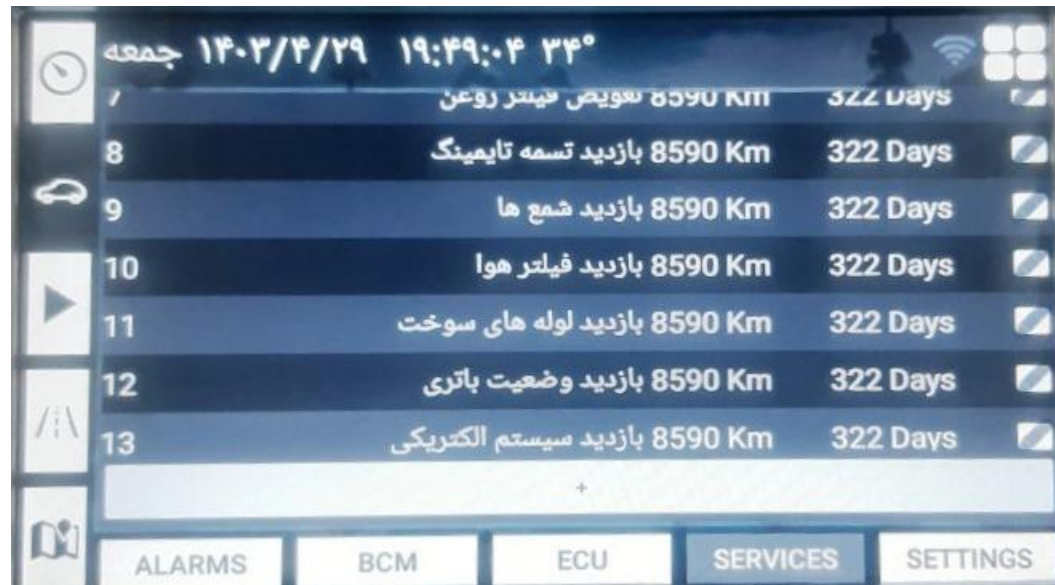 جمعه ۱۴۰۳/۴/۲۹ ۱۹:۴۹:۰۴ ۳۴°
7 تعویض فیلتر روغن 8590 Km 322 Days
8 بازدید تسمه تایمینگ 8590 Km 322 Days
9 بازدید شمع ها 8590 Km 322 Days
10 بازدید فیلتر هوا 8590 Km 322 Days
11 بازدید لوله های سوخت 8590 Km 322 Days
12 بازدید وضعیت باتری 8590 Km 322 Days
13 بازدید سیستم الکتریکی 8590 Km 322 Days
+
ALARMS BCM ECU SERVICES SETTINGS